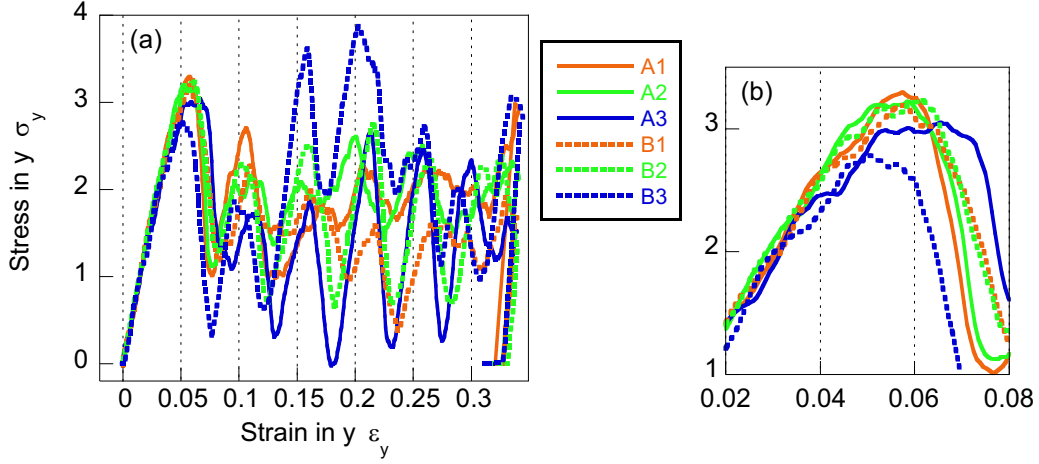 (a)
4
3
2
1
0
Stress in y σ_y
0 0.05 0.1 0.15 0.2 0.25 0.3
Strain in y ε_y
A1
A2
A3
B1
B2
B3
(b)
3
2
1
0.02 0.04 0.06 0.08